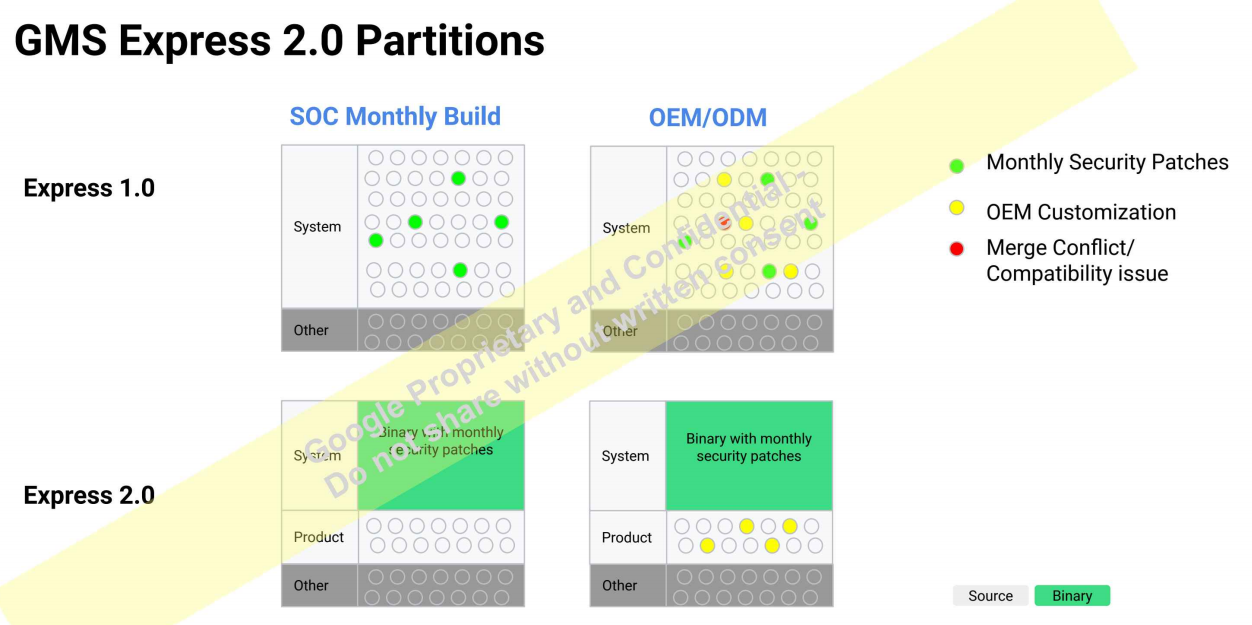 GMS Express 2.0 Partitions
SOC Monthly Build
OEM/ODM
Express 1.0
System
Other
System
Other
Monthly Security Patches
OEM Customization
Merge Conflict/
Compatibility issue
Google Proprietary and Confidential -
Do not share without written consent
Express 2.0
System
Binary with monthly
security patches
Product
Other
System
Binary with monthly
security patches
Product
Other
Source
Binary